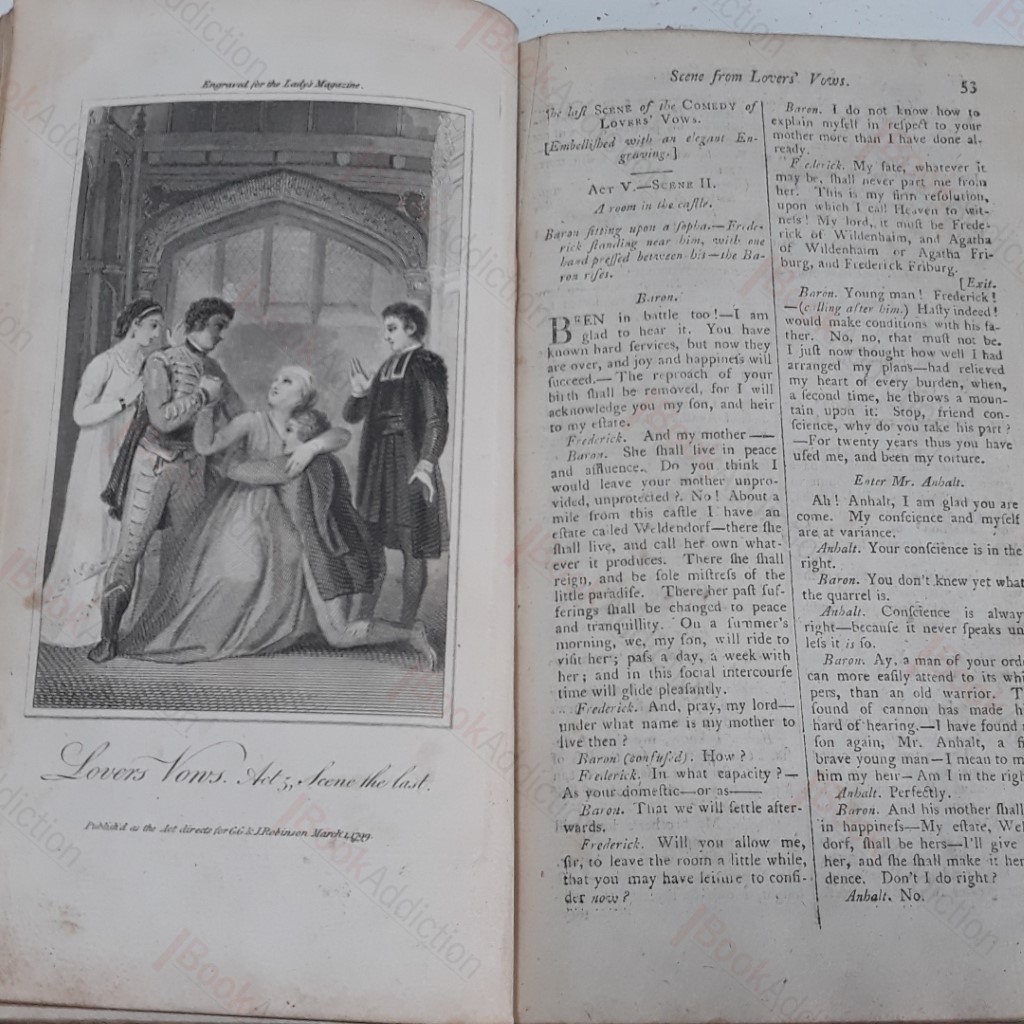 Engraved for the Lady's Magazine.
Lovers Vows. Act 5, Scene the last.
Publish'd as the Act directs for G.G. & J. Robinson March 1, 1799
Scene from Lovers' Vows.
53
The laſt SCENE of the COMEDY of
LOVERS' VOWS.
[Embelliſhed with an elegant En-
graving.]
ACT V.—SCENE II.
A room in the caſtle.
Baron ſitting upon a ſopha.—Frede-
rick ſtanding near him, with one
hand preſſed between his—the Ba-
ron riſes.
Baron.
BEEN in battle too!—I am
glad to hear it. You have
known hard ſervices, but now they
are over, and joy and happineſs will
ſucceed.—The reproach of your
birth ſhall be removed, for I will
acknowledge you my ſon, and heir
to my eſtate.
Frederick. And my mother——
Baron. She ſhall live in peace
and affluence. Do you think I
would leave your mother unpro-
vided, unprotected? No! About a
mile from this caſtle I have an
eſtate called Weldendorf—there ſhe
ſhall live, and call her own what-
ever it produces. There ſhe ſhall
reign, and be ſole miſtreſs of the
little paradiſe. There her paſt ſuf-
ferings ſhall be changed to peace
and tranquillity. On a ſummer's
morning, we, my ſon, will ride to
viſit her; paſs a day, a week with
her; and in this ſocial intercourſe
time will glide pleaſantly.
Frederick. And, pray, my lord—
under what name is my mother to
live then?
Baron (confuſed). How?
Frederick. In what capacity?—
As your domeſtic—or as——
Baron. That we will ſettle after-
wards.
Frederick. Will you allow me,
ſir, to leave the room a little while,
that you may have leiſure to conſi-
der now?
Baron. I do not know how to
explain myſelf in reſpect to your
mother more than I have done al-
ready.
Frederick. My fate, whatever it
may be, ſhall never part me from
her. This is my firm reſolution,
upon which I call Heaven to wit-
neſs! My lord, it muſt be Frede-
rick of Wildenhaim, and Agatha
of Wildenhaim or Agatha Fri-
burg, and Frederick Friburg.
[Exit.
Baron. Young man! Frederick!
—(calling after him.) Haſty indeed!
would make conditions with his fa-
ther. No, no, that muſt not be.
I juſt now thought how well I had
arranged my plans—had relieved
my heart of every burden, when,
a ſecond time, he throws a moun-
tain upon it. Stop, friend con-
ſcience, why do you take his part?
—For twenty years thus you have
uſed me, and been my torture.
Enter Mr. Anhalt.
Ah! Anhalt, I am glad you are
come. My conſcience and myſelf
are at variance.
Anhalt. Your conſcience is in the
right.
Baron. You don't know yet what
the quarrel is.
Anhalt. Conſcience is alway
right—becauſe it never ſpeaks un
leſs it is ſo.
Baron. Ay, a man of your orde
can more eaſily attend to its whi
pers, than an old warrior. T
ſound of cannon has made h
hard of hearing.—I have found
ſon again, Mr. Anhalt, a fi
brave young man—I mean to m
him my heir—Am I in the righ
Anhalt. Perfectly.
Baron. And his mother ſhall
in happineſs—My eſtate, Wel
dorf, ſhall be hers—I'll give
her, and ſhe ſhall make it her
dence. Don't I do right?
Anhalt. No.
BookAddiction